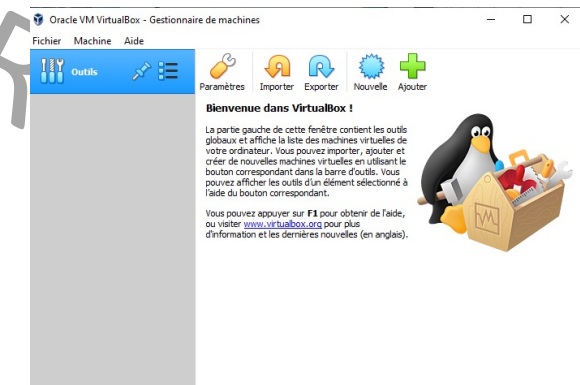 Oracle VM VirtualBox - Gestionnaire de machines
Fichier Machine Aide
Outils
Paramètres Importer Exporter Nouvelle Ajouter
Bienvenue dans VirtualBox !
La partie gauche de cette fenêtre contient les outils
globaux et affiche la liste des machines virtuelles de
votre ordinateur. Vous pouvez importer, ajouter et
créer de nouvelles machines virtuelles en utilisant le
bouton correspondant dans la barre d'outils. Vous
pouvez afficher les outils d'un élément sélectionné à
l'aide du bouton correspondant.
Vous pouvez appuyer sur F1 pour obtenir de l'aide,
ou visiter www.virtualbox.org pour plus
d'information et les dernières nouvelles (en anglais).